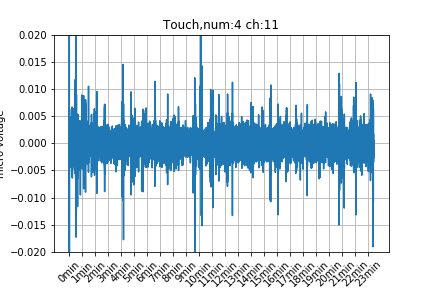 Touch,num:4 ch:11
0.020
0.015
0.010
0.005
0.000
−0.005
−0.010
−0.015
−0.020
micro voltage
0min
1min
2min
3min
4min
5min
6min
7min
8min
9min
10min
11min
12min
13min
14min
15min
16min
17min
18min
19min
20min
21min
22min
23min